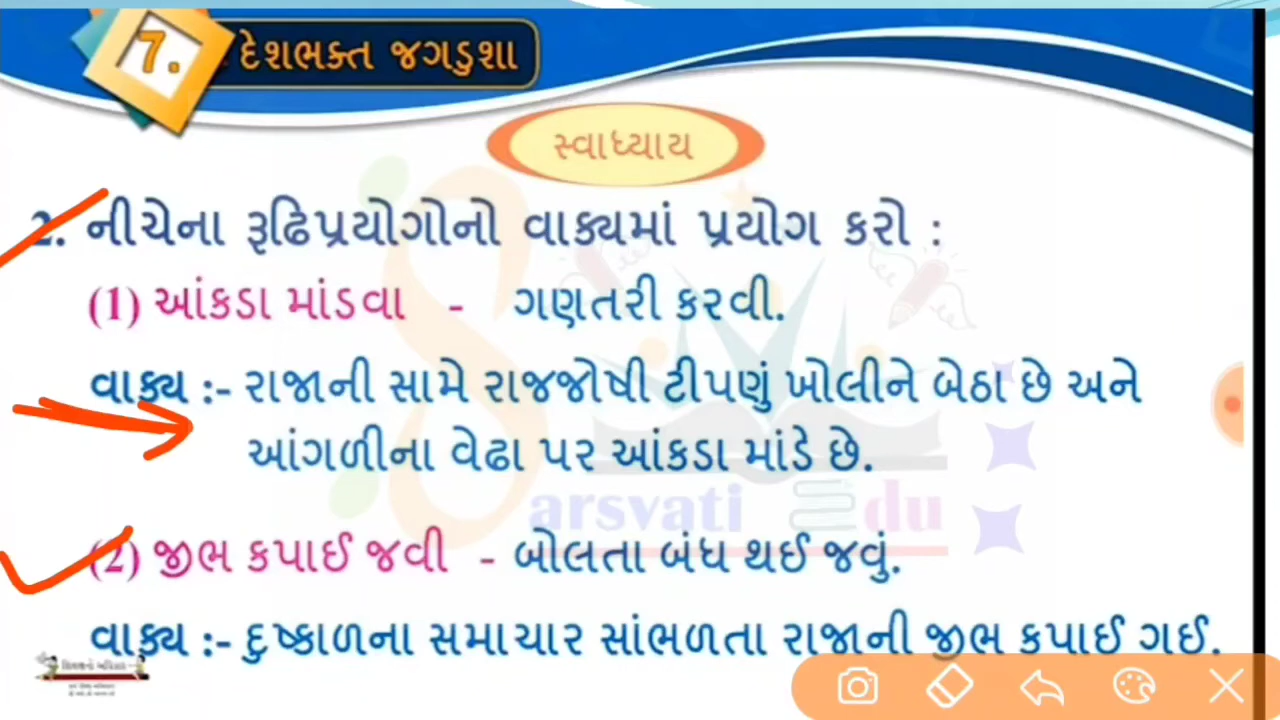 7. દેશભક્ત જગડુશા
સ્વાધ્યાય
2. નીચેના રૂઢિપ્રયોગોનો વાક્યમાં પ્રયોગ કરો :
(1) આંકડા માંડવા - ગણતરી કરવી.
વાક્ય :- રાજાની સામે રાજજોષી ટીપણું ખોલીને બેઠા છે અને
આંગળીના વેઢા પર આંકડા માંડે છે.
arsvati Edu
(2) જીભ કપાઈ જવી - બોલતા બંધ થઈ જવું.
વાક્ય :- દુષ્કાળના સમાચાર સાંભળતા રાજાની જીભ કપાઈ ગઈ.